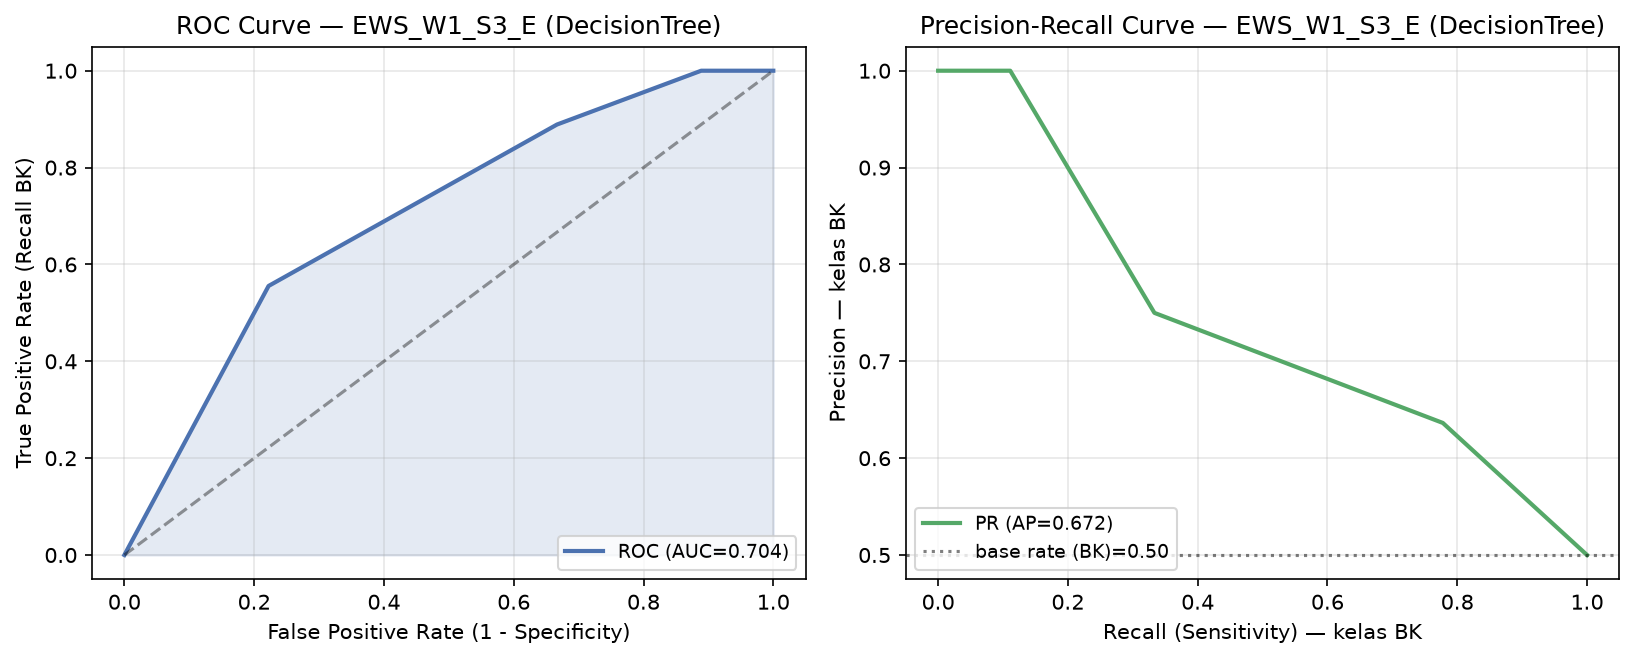 ROC Curve — EWS_W1_S3_E (DecisionTree)
True Positive Rate (Recall BK)
1.0
0.8
0.6
0.4
0.2
0.0
ROC (AUC=0.704)
0.0 0.2 0.4 0.6 0.8 1.0
False Positive Rate (1 - Specificity)
Precision-Recall Curve — EWS_W1_S3_E (DecisionTree)
Precision — kelas BK
1.0
0.9
0.8
0.7
0.6
0.5
PR (AP=0.672)
base rate (BK)=0.50
0.0 0.2 0.4 0.6 0.8 1.0
Recall (Sensitivity) — kelas BK